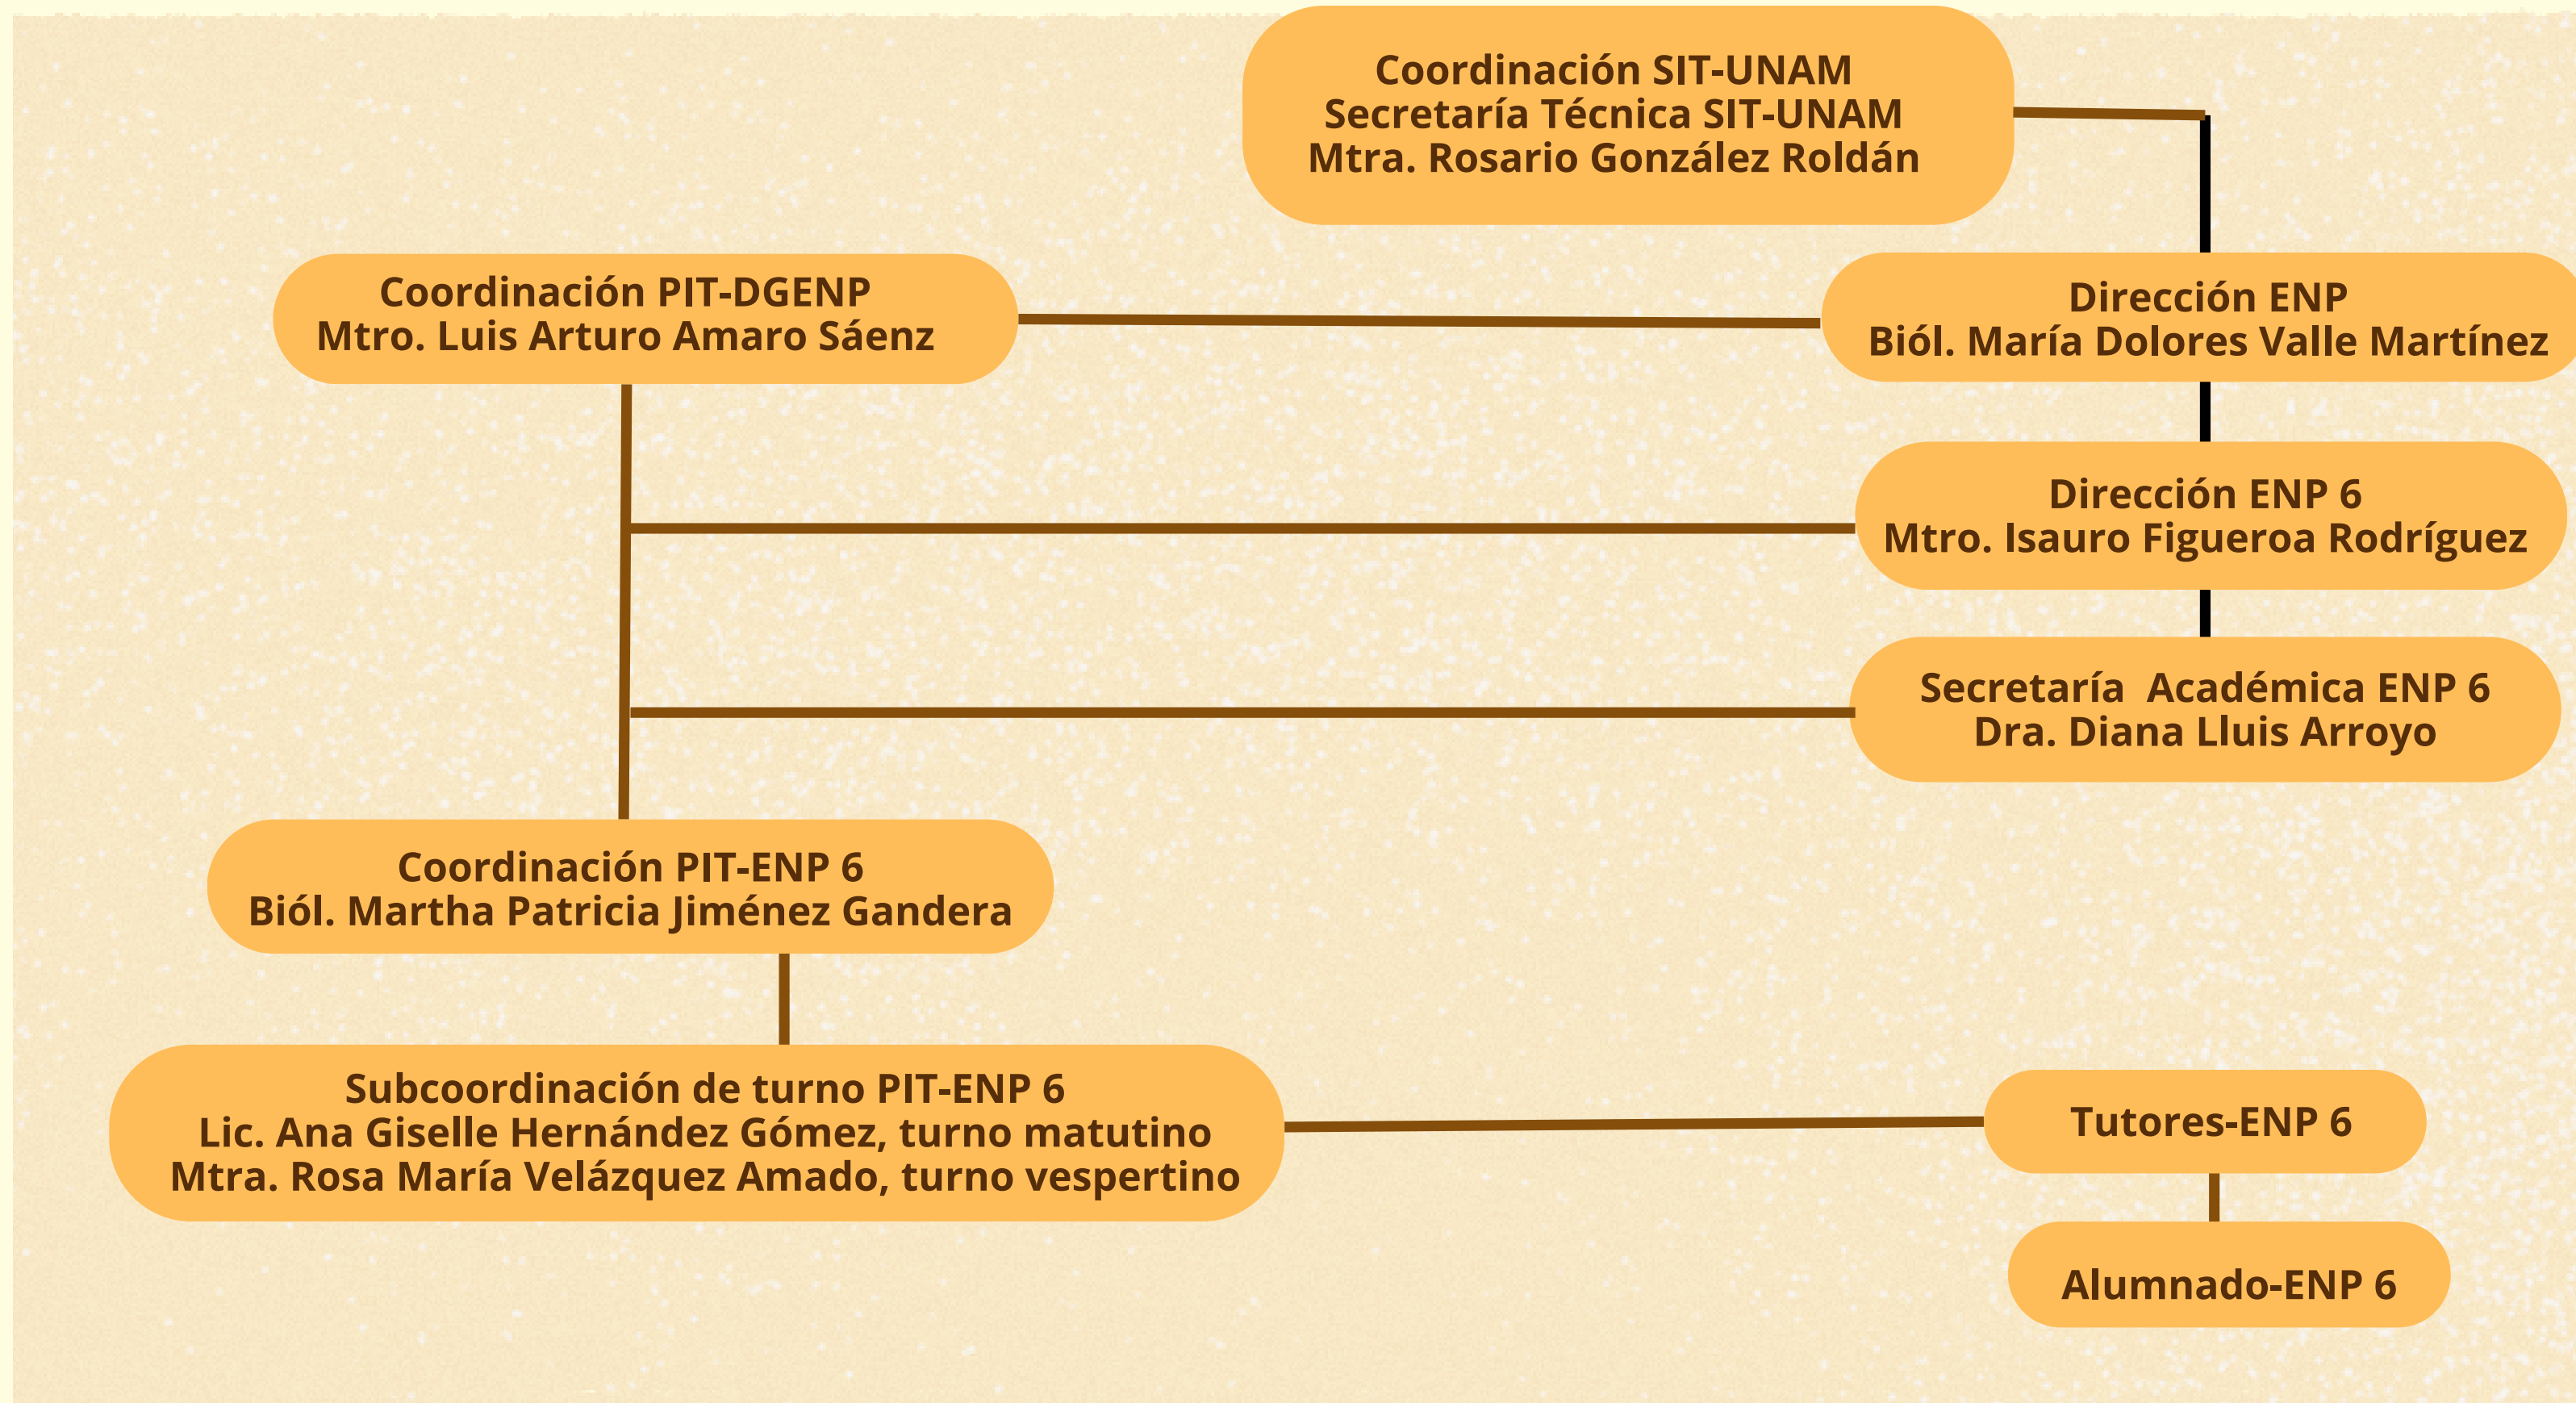 Coordinación SIT-UNAM
Secretaría Técnica SIT-UNAM
Mtra. Rosario González Roldán
Coordinación PIT-DGENP
Mtro. Luis Arturo Amaro Sáenz
Dirección ENP
Biól. María Dolores Valle Martínez
Dirección ENP 6
Mtro. Isauro Figueroa Rodríguez
Secretaría Académica ENP 6
Dra. Diana Lluis Arroyo
Coordinación PIT-ENP 6
Biól. Martha Patricia Jiménez Gandera
Subcoordinación de turno PIT-ENP 6
Lic. Ana Giselle Hernández Gómez, turno matutino
Mtra. Rosa María Velázquez Amado, turno vespertino
Tutores-ENP 6
Alumnado-ENP 6